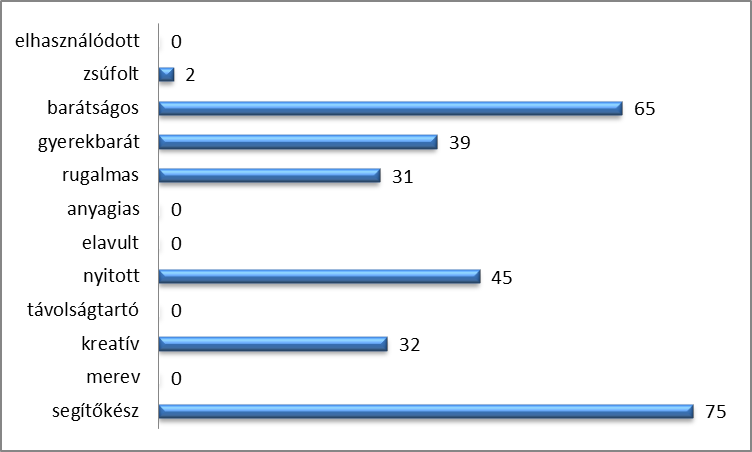 elhasználódott 0
zsúfolt 2
barátságos 65
gyerekbarát 39
rugalmas 31
anyagias 0
elavult 0
nyitott 45
távolságtartó 0
kreatív 32
merev 0
segítőkész 75